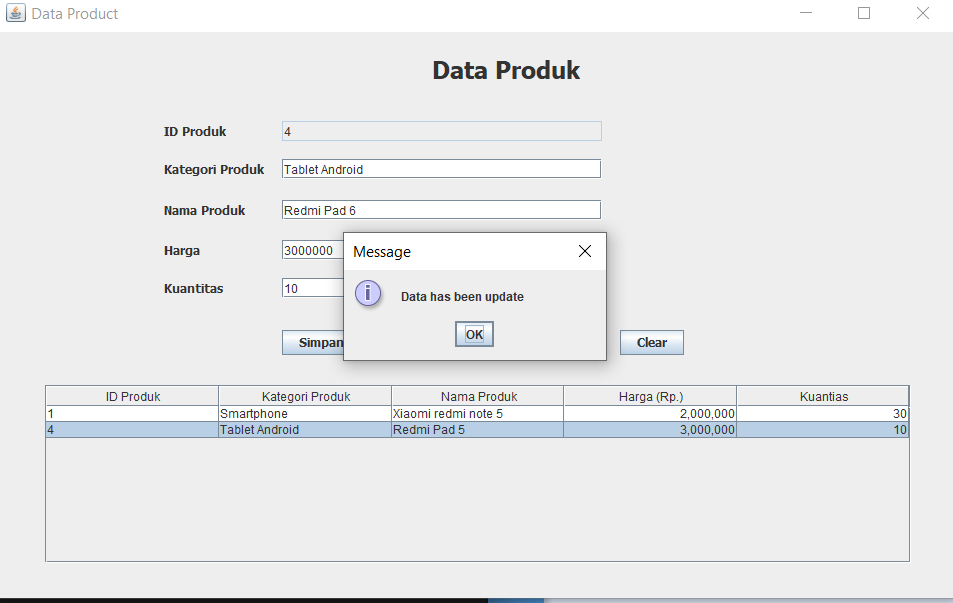 Data Product
Data Produk
ID Produk 4
Kategori Produk Tablet Android
Nama Produk Redmi Pad 6
Harga 3000000
Kuantitas 10
Message
Data has been update
OK
Simpan Clear
ID Produk Kategori Produk Nama Produk Harga (Rp.) Kuantias
1 Smartphone Xiaomi redmi note 5 2,000,000 30
4 Tablet Android Redmi Pad 5 3,000,000 10